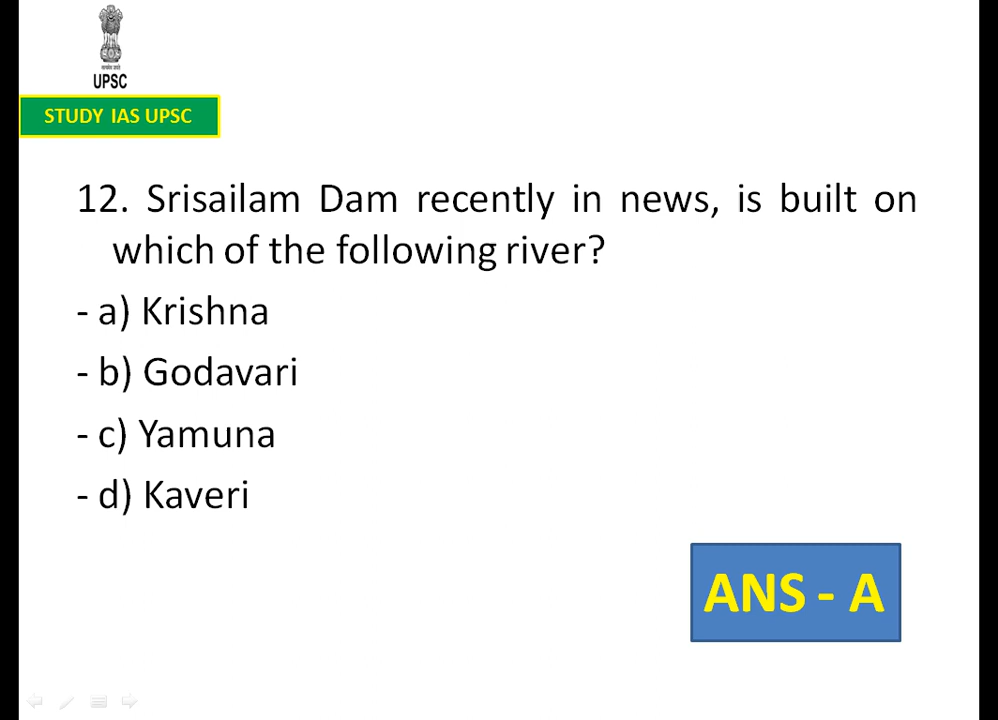 UPSC
STUDY IAS UPSC
12. Srisailam Dam recently in news, is built on
which of the following river?
- a) Krishna
- b) Godavari
- c) Yamuna
- d) Kaveri
ANS - A